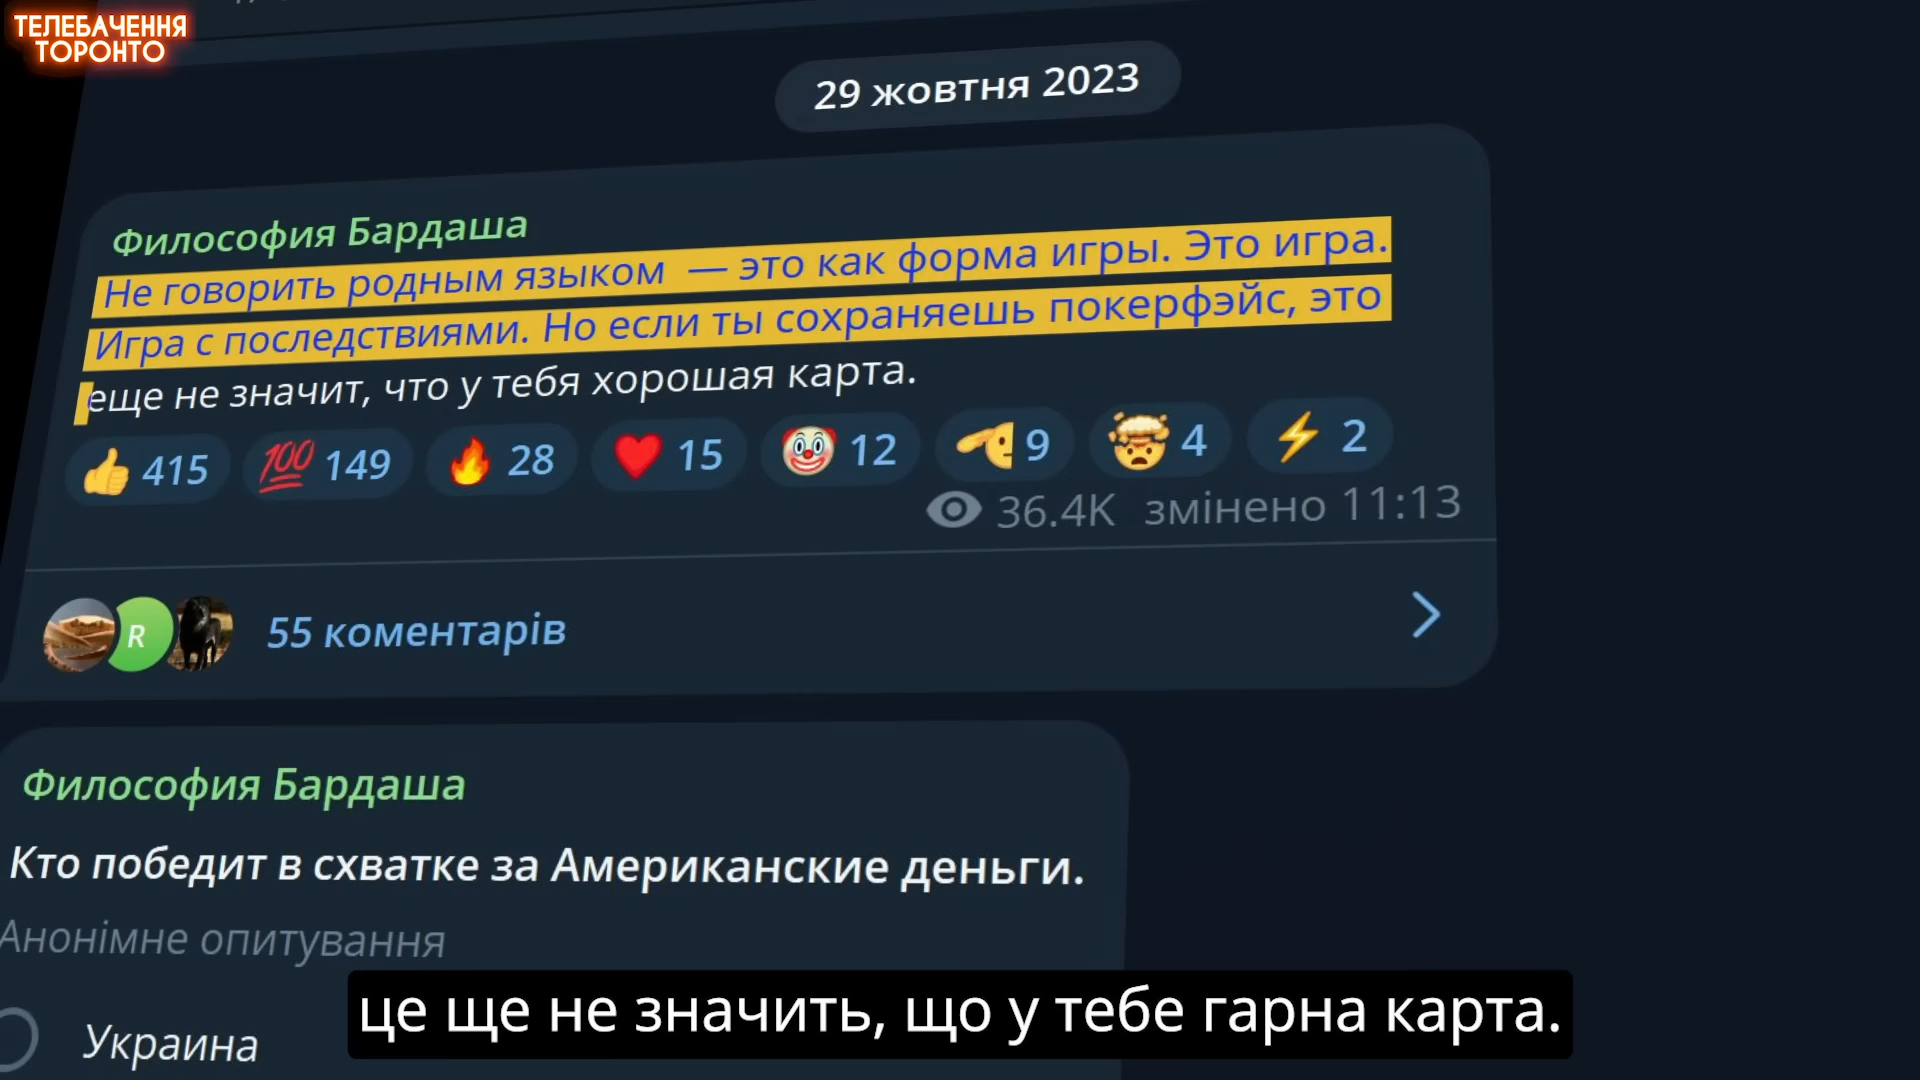 ТЕЛЕБАЧЕННЯ
ТОРОНТО
29 жовтня 2023
Философия Бардаша
Не говорить родным языком — это как форма игры. Это игра.
Игра с последствиями. Но если ты сохраняешь покерфэйс, это
еще не значит, что у тебя хорошая карта.
415 149 28 15 12 9 4 2
36.4K змінено 11:13
R 55 коментарів
Философия Бардаша
Кто победит в схватке за Американские деньги.
Анонімне опитування
Украина
це ще не значить, що у тебе гарна карта.